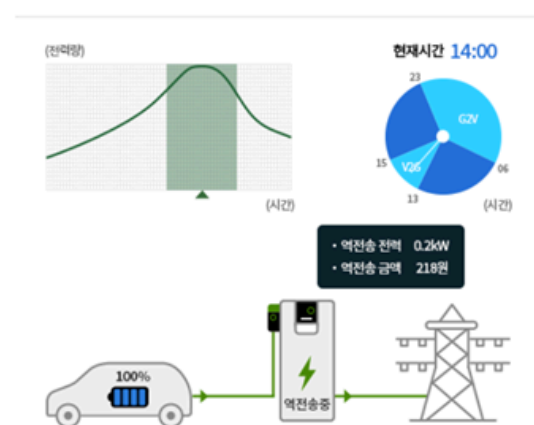 (전력량)
현재시간 14:00
23
G2V
15
V2G
06
13
(시간)
(시간)
· 역전송 전력 0.2kW
· 역전송 금액 218원
100%
역전송중